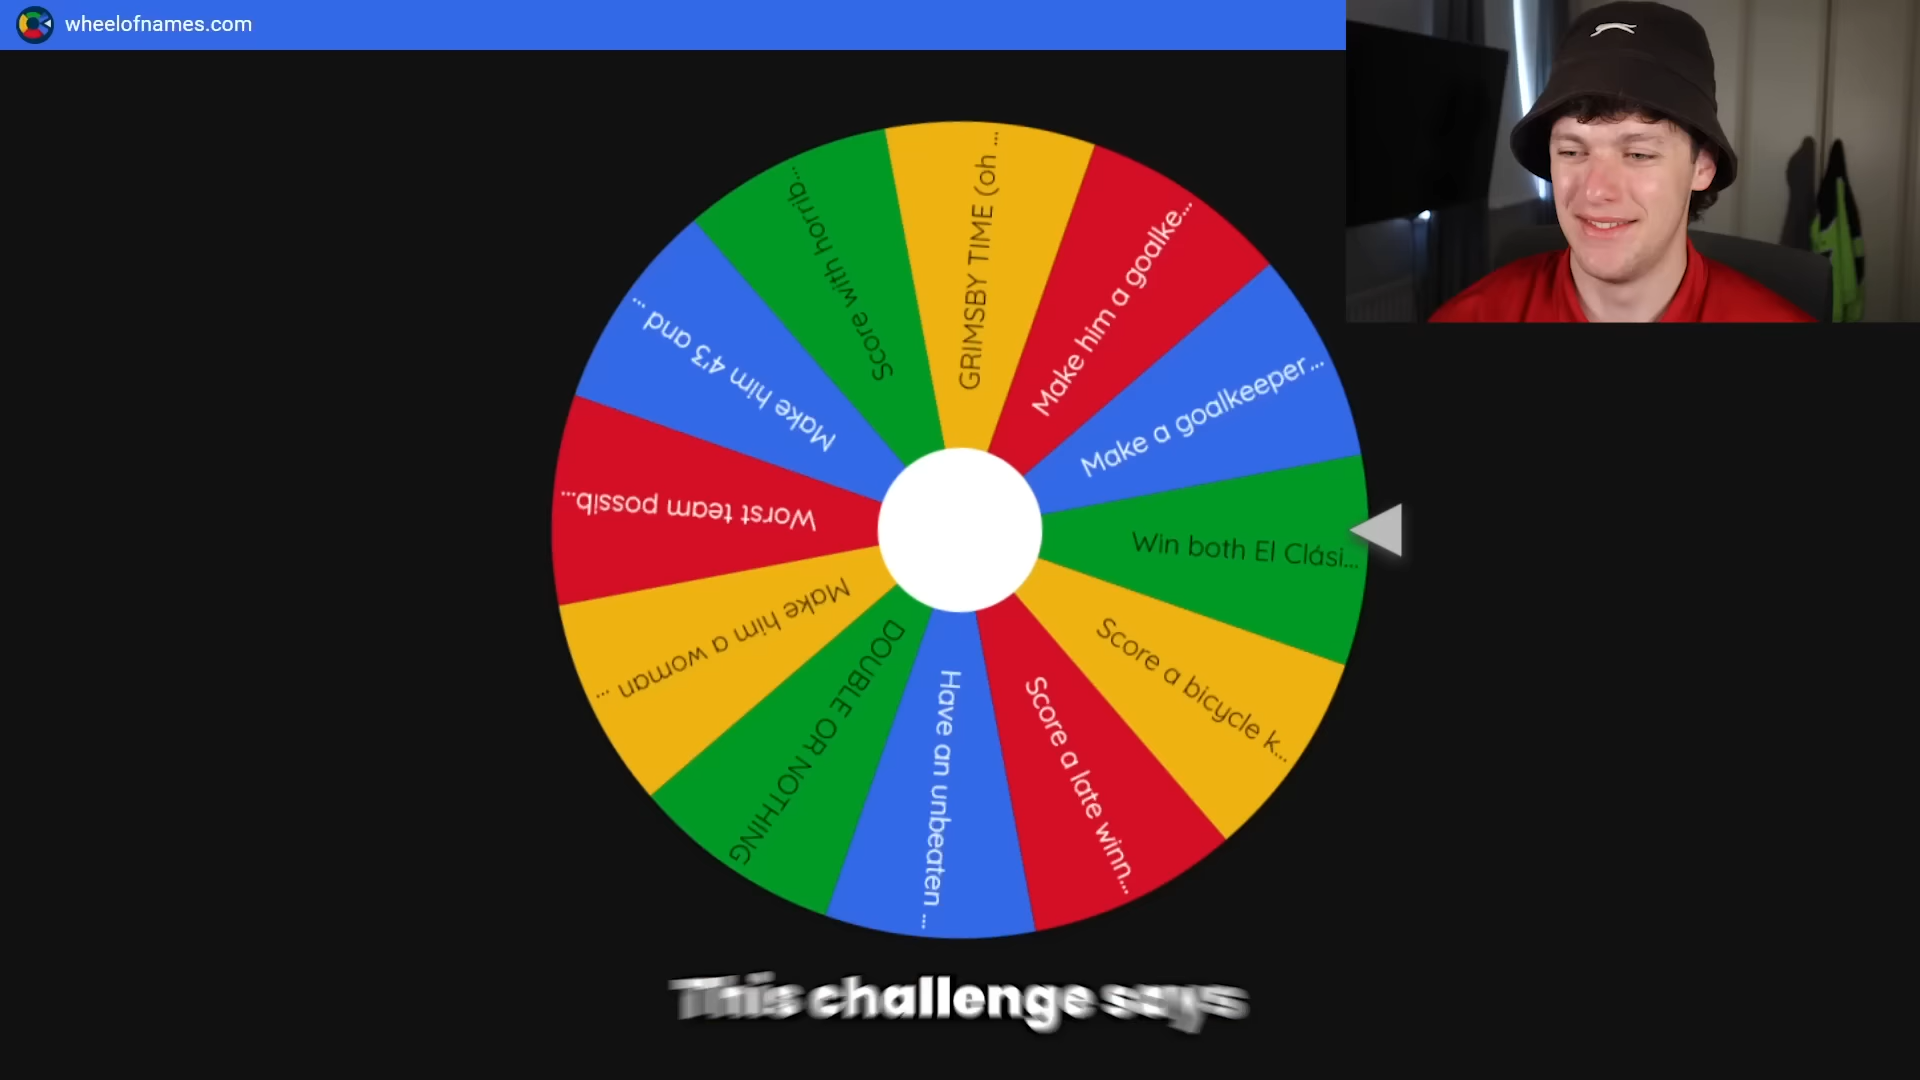 wheelofnames.com
GRIMSBY TIME (oh ...
Make him a goalke...
Make a goalkeeper...
Win both El Clási...
Score a bicycle k...
Score a late winn...
Have an unbeaten ...
DOUBLE OR NOTHING
Make him a woman ...
Worst team possib...
Make him 4'3 and ...
Score with horrib...
This challenge says